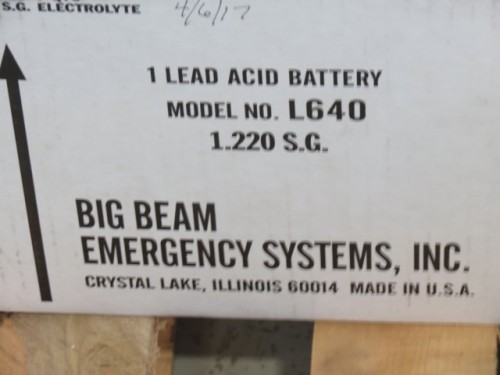 S.G. ELECTROLYTE 4/6/17
1 LEAD ACID BATTERY
MODEL NO. L640
1.220 S.G.
BIG BEAM
EMERGENCY SYSTEMS, INC.
CRYSTAL LAKE, ILLINOIS 60014 MADE IN U.S.A.